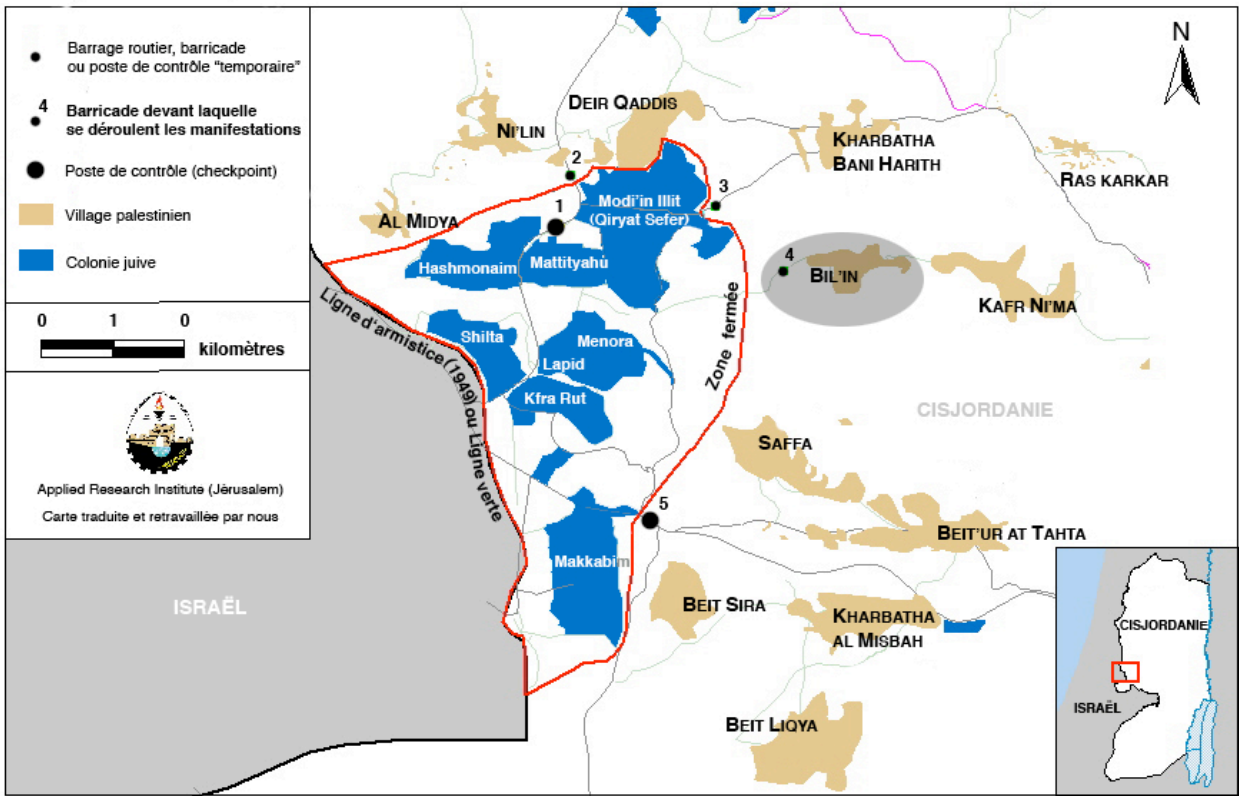 Barrage routier, barricade
ou poste de contrôle “temporaire”
4
Barricade devant laquelle
se déroulent les manifestations
Poste de contrôle (checkpoint)
Village palestinien
Colonie juive
0 1 0
kilomètres
Applied Research Institute (Jérusalem)
Carte traduite et retravaillée par nous
N
DEIR QADDIS
NI'LIN
KHARBATHA
BANI HARITH
RAS KARKAR
2
3
1
Modi'in Illit
(Qiryat Sefer)
AL MIDYA
Hashmonaim
Mattityahù
4
BIL'IN
KAFR NI'MA
Zone fermée
Ligne d'armistice (1949) ou Ligne verte
Shilta
Menora
Lapid
Kfra Rut
CISJORDANIE
SAFFA
5
BEIT'UR AT TAHTA
Makkabim
ISRAËL
BEIT SIRA
KHARBATHA
AL MISBAH
BEIT LIQYA
CISJORDANIE
ISRAËL